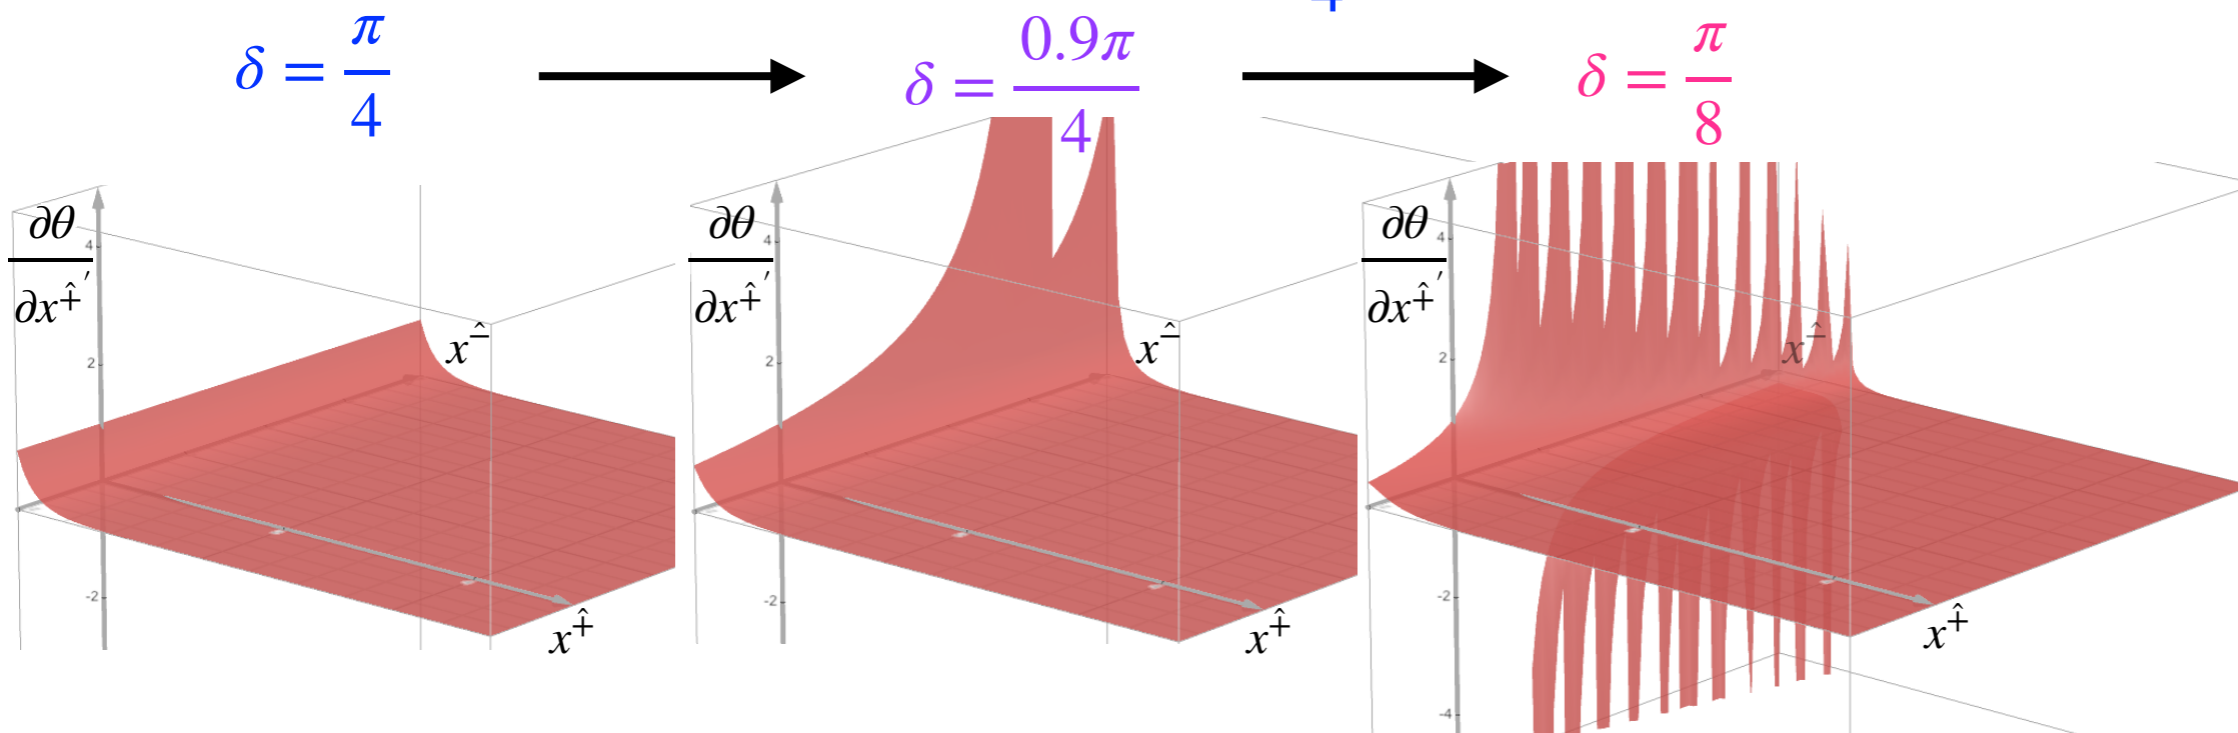 δ = π/4 → δ = 0.9π/4 → δ = π/8
∂θ/∂x^{+̂}′
4
2
-2
x^{-̂}
x^{+̂}
∂θ/∂x^{+̂}′
4
2
-2
x^{-̂}
x^{+̂}
∂θ/∂x^{+̂}′
4
2
-2
-4
x^{-̂}
x^{+̂}